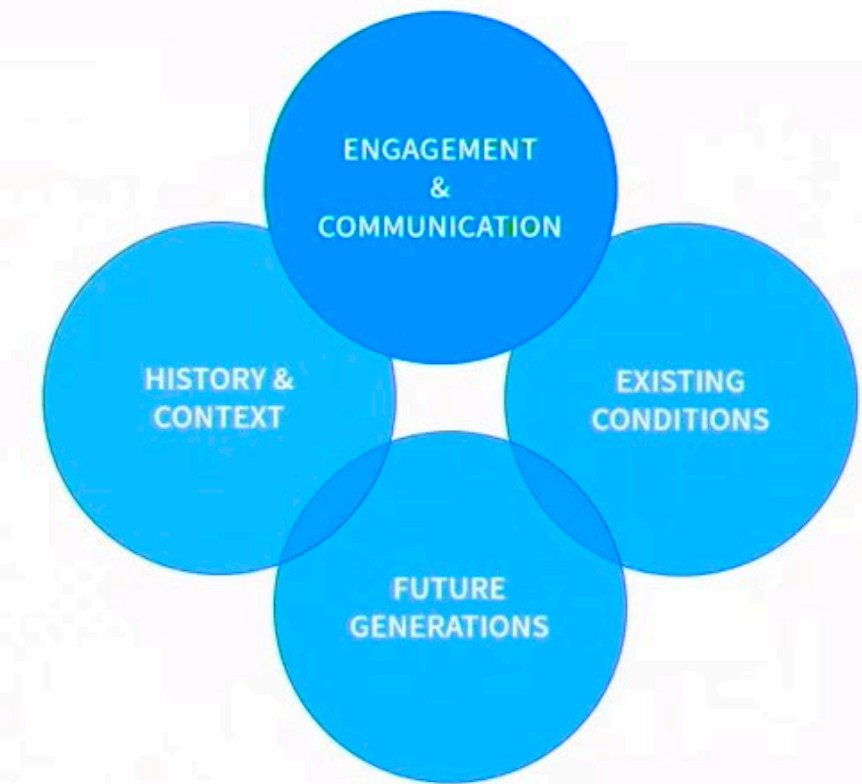 ENGAGEMENT
&
COMMUNICATION
HISTORY &
CONTEXT
EXISTING
CONDITIONS
FUTURE
GENERATIONS